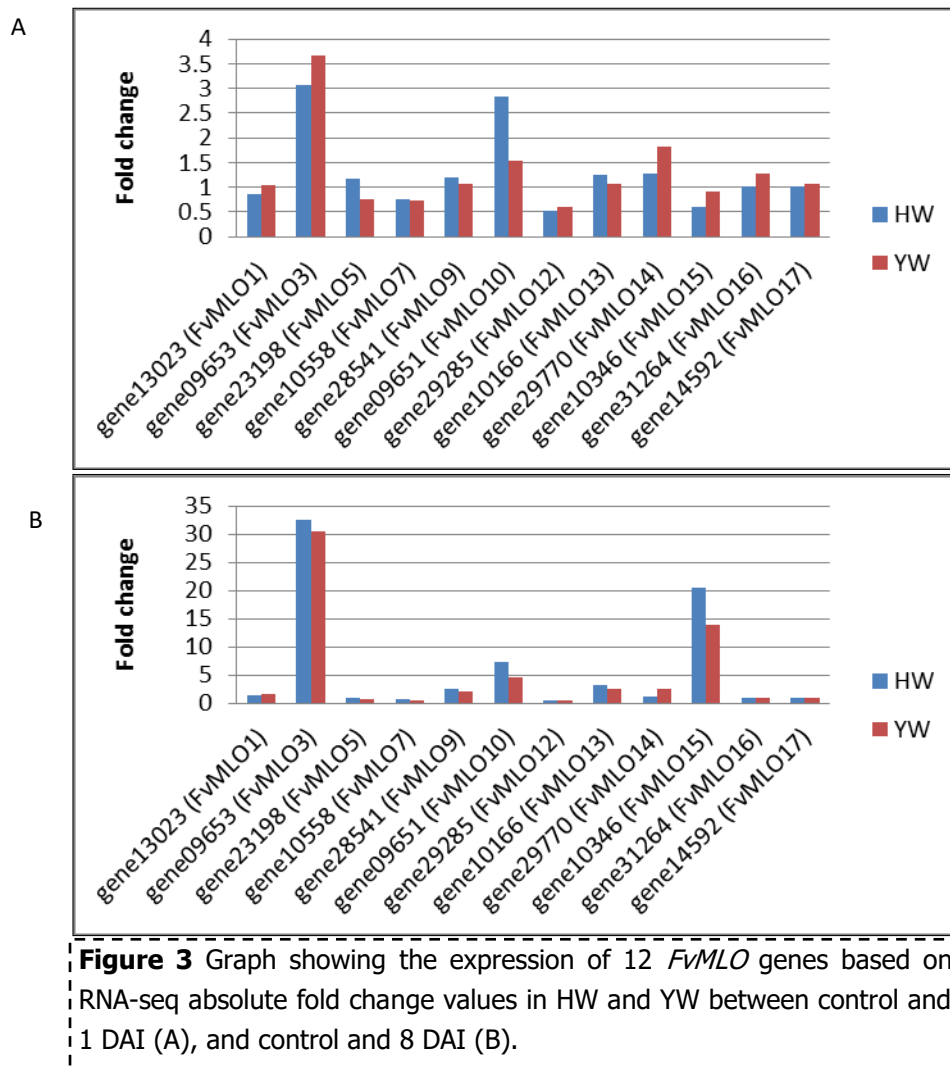 A
Fold change
4
3.5
3
2.5
2
1.5
1
0.5
0
HW
YW
gene13023 (FvMLO1)
gene09653 (FvMLO3)
gene23198 (FvMLO5)
gene10558 (FvMLO7)
gene28541 (FvMLO9)
gene09651 (FvMLO10)
gene29285 (FvMLO12)
gene10166 (FvMLO13)
gene29770 (FvMLO14)
gene10346 (FvMLO15)
gene31264 (FvMLO16)
gene14592 (FvMLO17)
B
Fold change
35
30
25
20
15
10
5
0
HW
YW
gene13023 (FvMLO1)
gene09653 (FvMLO3)
gene23198 (FvMLO5)
gene10558 (FvMLO7)
gene28541 (FvMLO9)
gene09651 (FvMLO10)
gene29285 (FvMLO12)
gene10166 (FvMLO13)
gene29770 (FvMLO14)
gene10346 (FvMLO15)
gene31264 (FvMLO16)
gene14592 (FvMLO17)
Figure 3 Graph showing the expression of 12 FvMLO genes based on
RNA-seq absolute fold change values in HW and YW between control and
1 DAI (A), and control and 8 DAI (B).